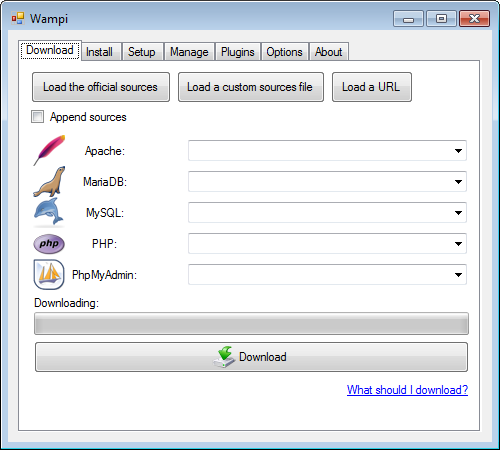 Wampi
Download Install Setup Manage Plugins Options About
Load the official sources Load a custom sources file Load a URL
Append sources
Apache:
MariaDB:
MySQL:
php PHP:
PhpMyAdmin:
Downloading:
Download
What should I download?